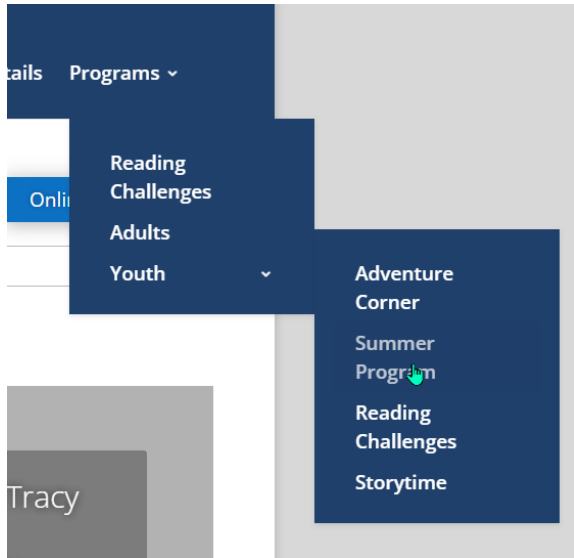 tails Programs
Reading
Challenges
Onli
Adults
Youth
Adventure
Corner
Summer
Program
Reading
Challenges
Storytime
Tracy